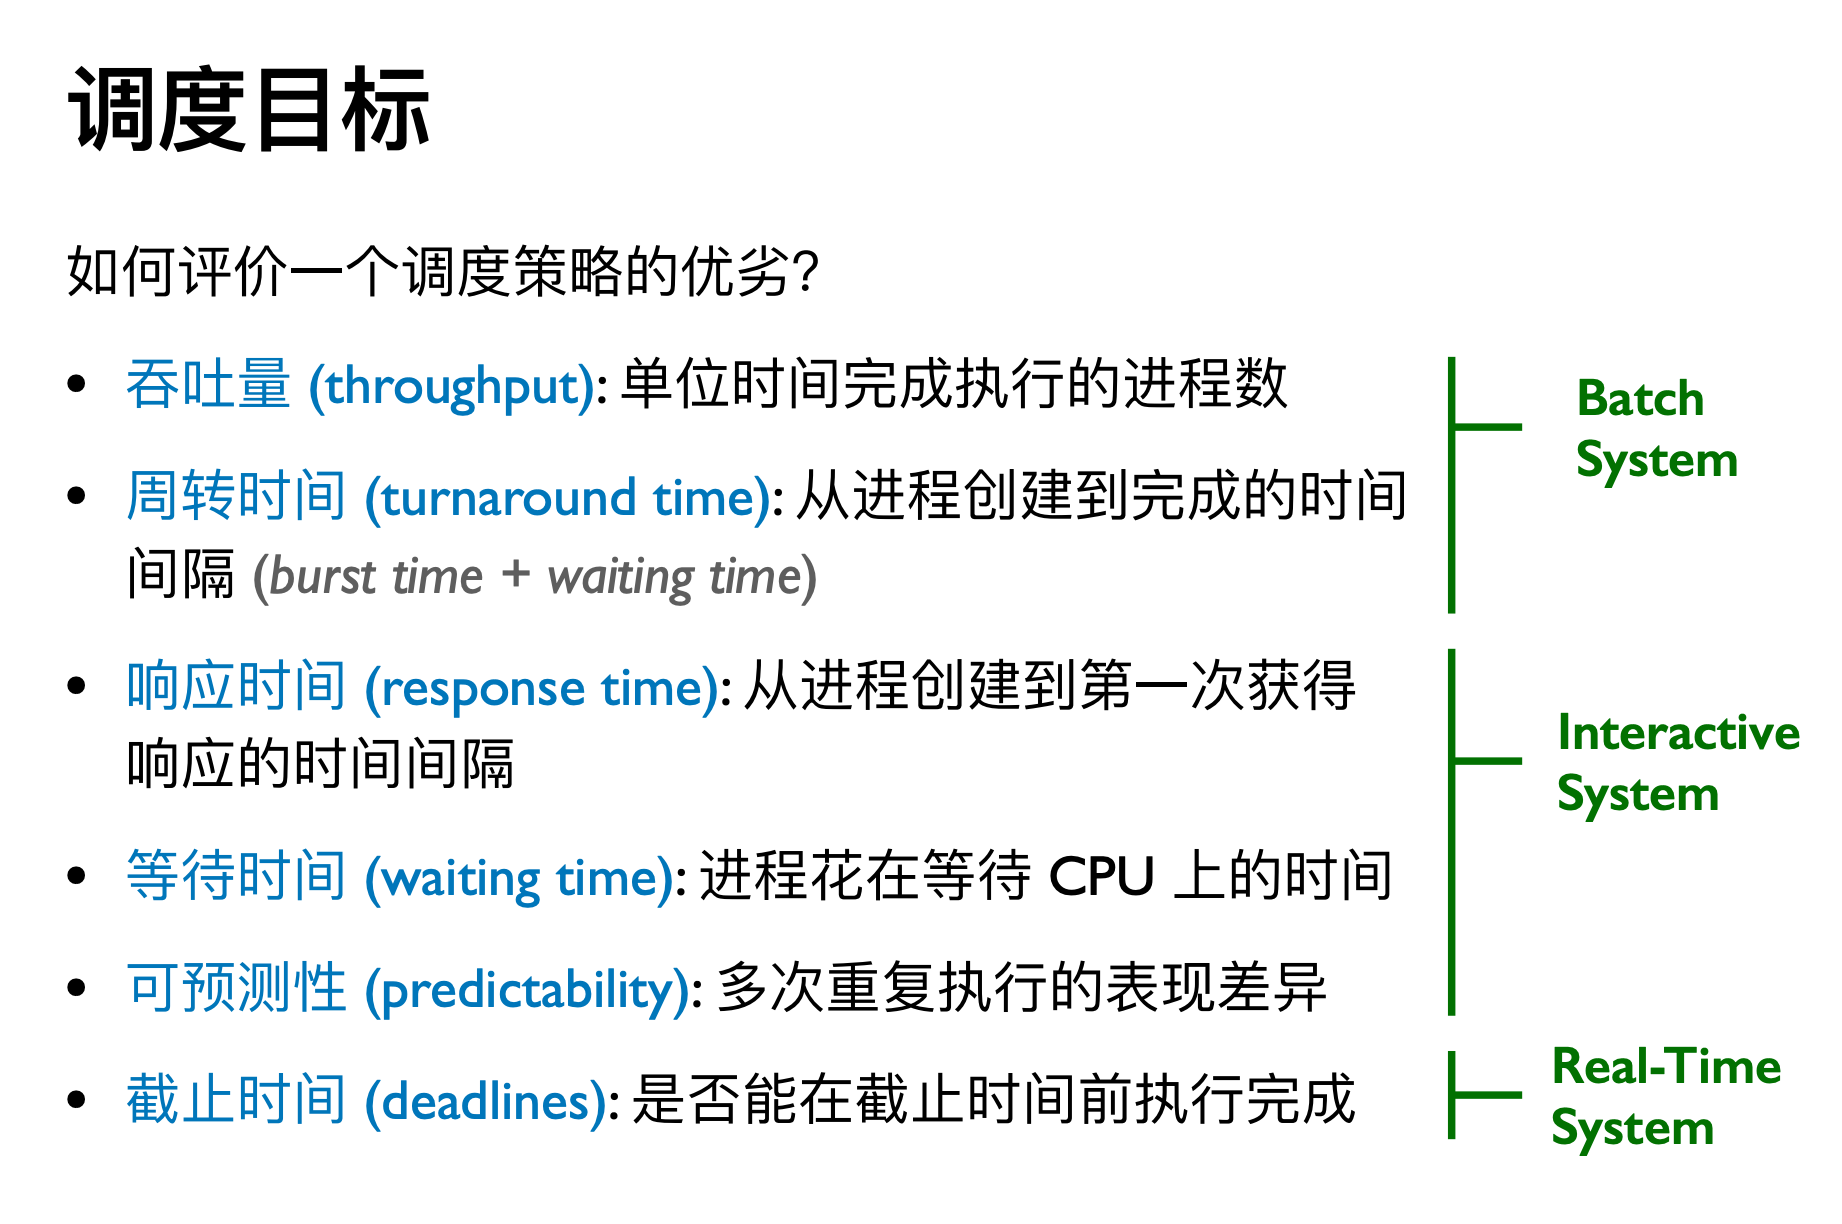 调度目标
如何评价一个调度策略的优劣?
• 吞吐量 (throughput): 单位时间完成执行的进程数
• 周转时间 (turnaround time): 从进程创建到完成的时间
间隔 (burst time + waiting time)
Batch
System
• 响应时间 (response time): 从进程创建到第一次获得
响应的时间间隔
• 等待时间 (waiting time): 进程花在等待 CPU 上的时间
• 可预测性 (predictability): 多次重复执行的表现差异
Interactive
System
• 截止时间 (deadlines): 是否能在截止时间前执行完成
Real-Time
System